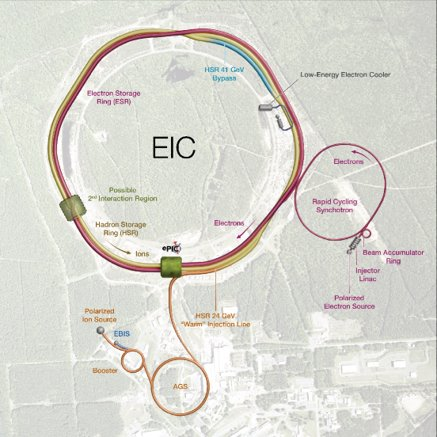 HSR 41 GeV
Bypass
Low-Energy Electron Cooler
Electron Storage
Ring (ESR)
EIC
Electrons
Possible
2nd Interaction Region
Rapid Cycling
Synchrotron
Hadron Storage
Ring (HSR)
Ions
ePIC
Electrons
Beam Accumulator
Ring
Injector
Linac
Polarized
Electron Source
HSR 24 GeV
"Warm" Injection Line
Polarized
Ion Source
EBIS
Booster
AGS